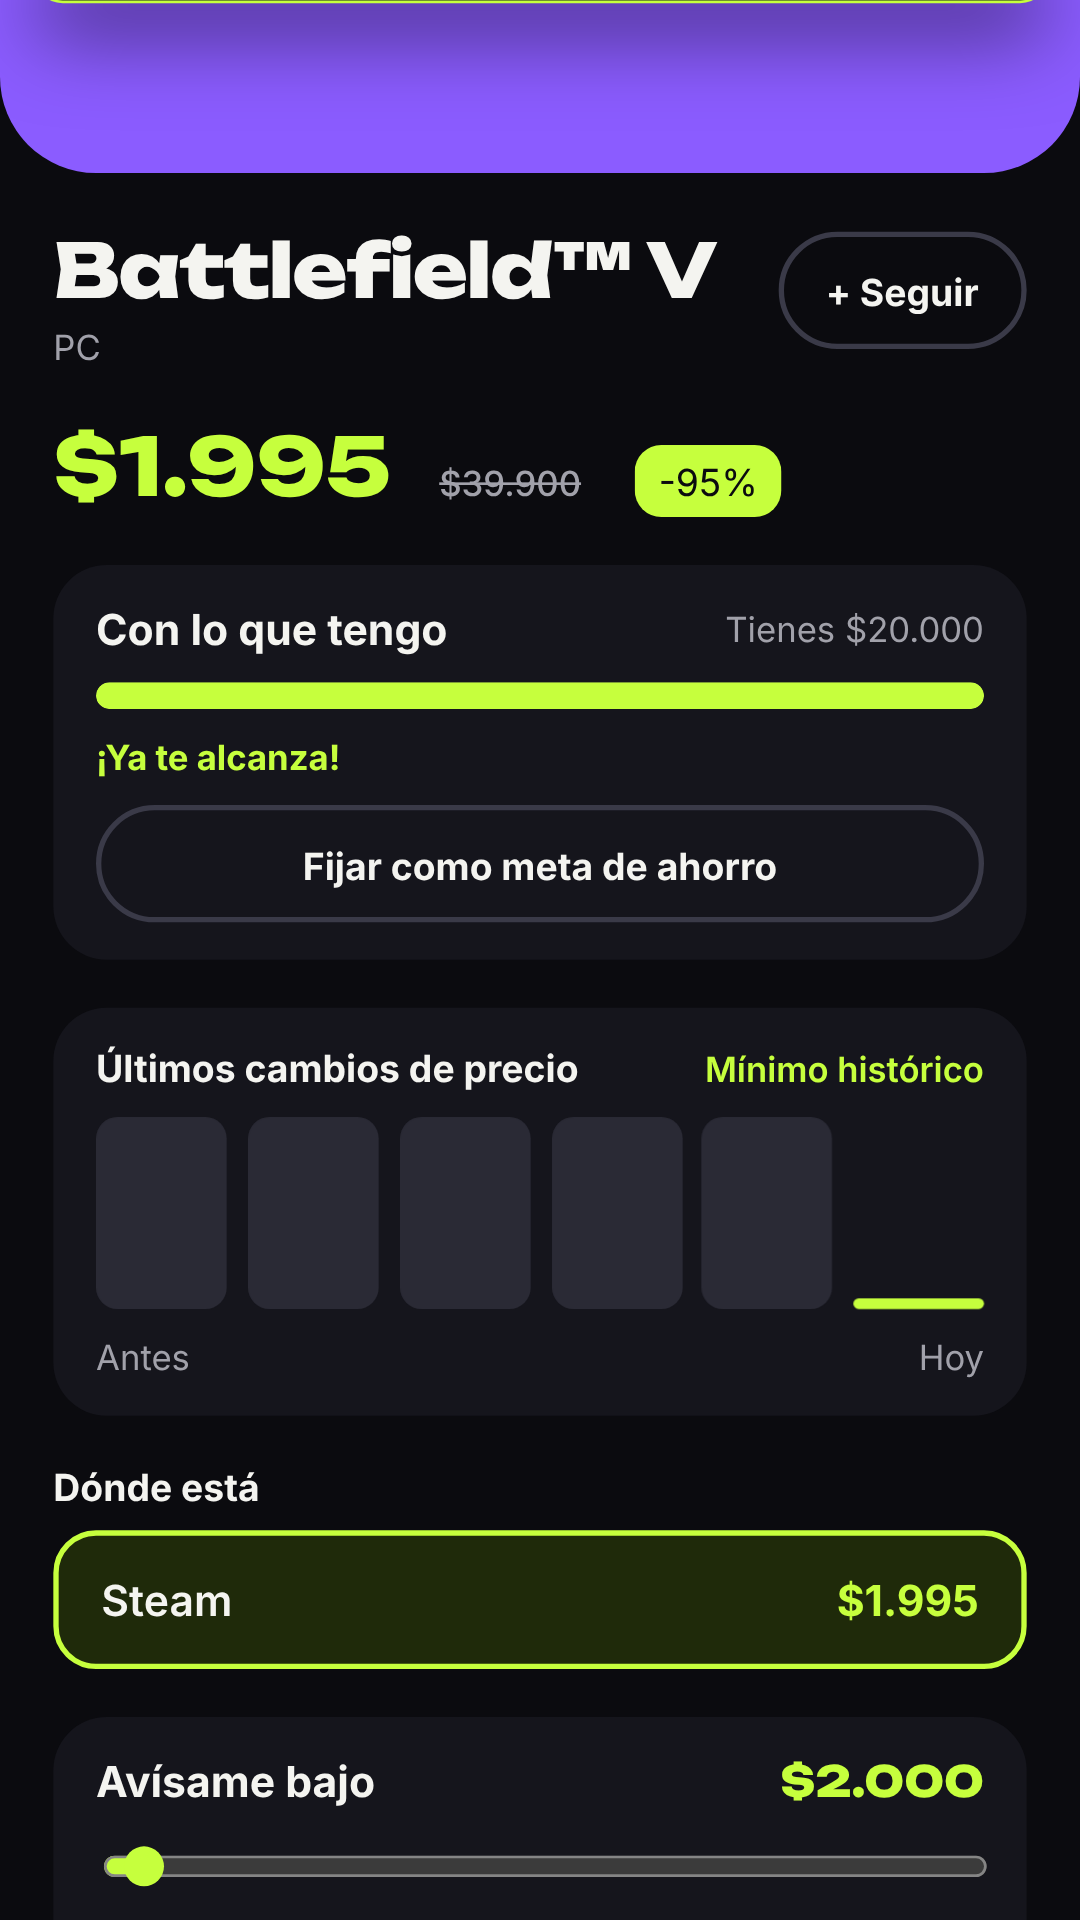 Battlefield™ V
+ Seguir
PC
$1.995 $39.900 -95%
Con lo que tengo
Tienes $20.000
¡Ya te alcanza!
Fijar como meta de ahorro
Últimos cambios de precio
Mínimo histórico
Antes
Hoy
Dónde está
Steam
$1.995
Avísame bajo
$2.000